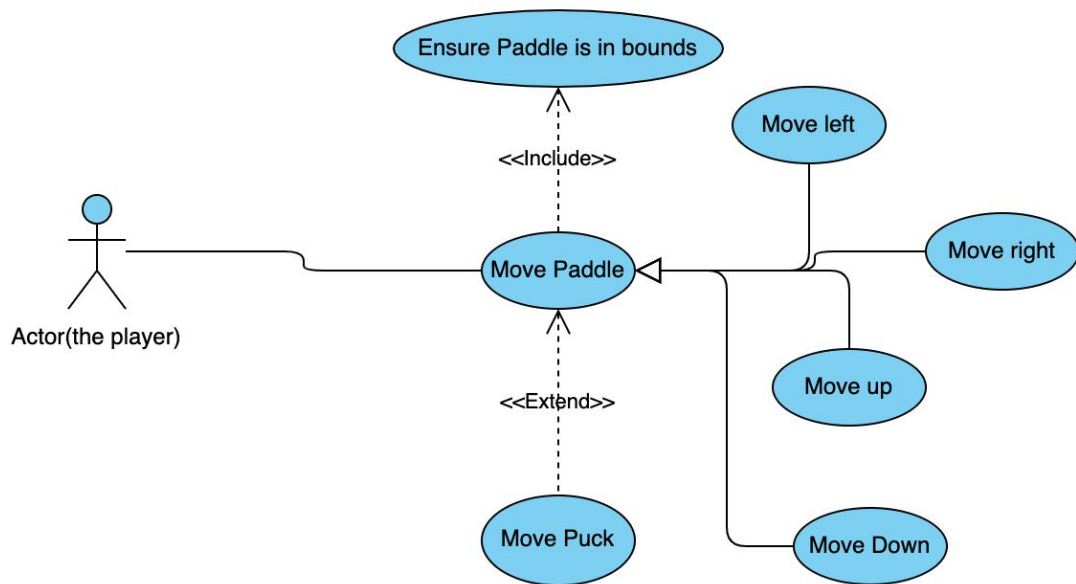 Ensure Paddle is in bounds
Move left
<<Include>>
Move right
Move Paddle
Actor(the player)
Move up
<<Extend>>
Move Puck
Move Down